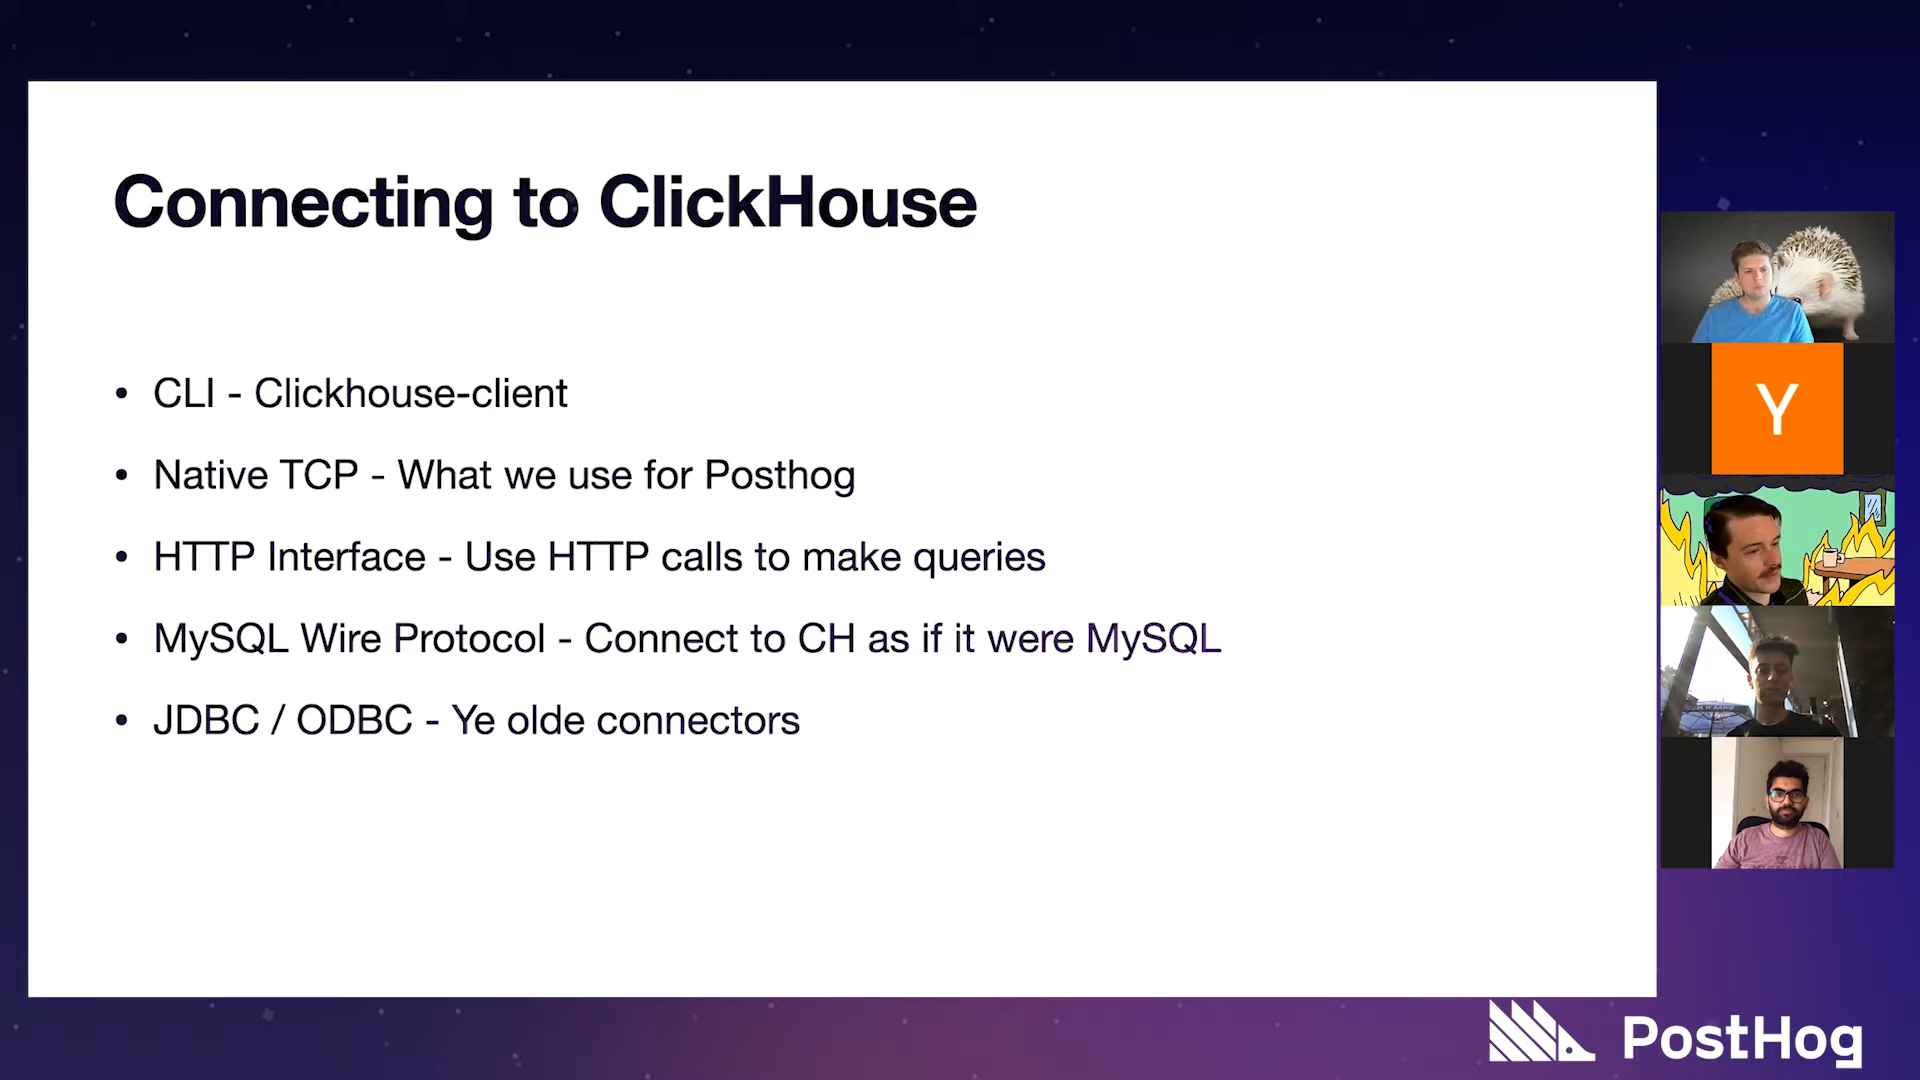 Connecting to ClickHouse
• CLI - Clickhouse-client
• Native TCP - What we use for Posthog
• HTTP Interface - Use HTTP calls to make queries
• MySQL Wire Protocol - Connect to CH as if it were MySQL
• JDBC / ODBC - Ye olde connectors
Y
PostHog